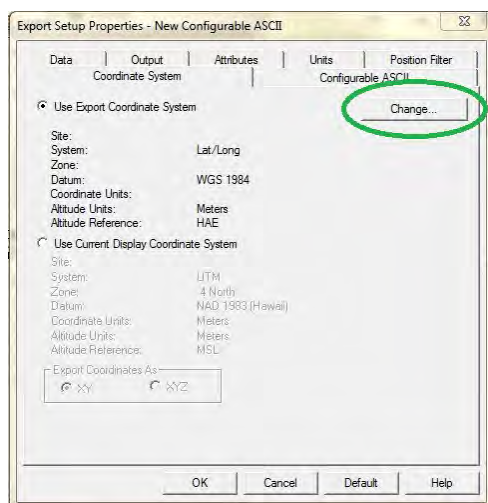 Export Setup Properties - New Configurable ASCII
Data Output Attributes Units Position Filter
Coordinate System Configurable ASCII
Use Export Coordinate System Change...
Site:
System: Lat/Long
Zone:
Datum: WGS 1984
Coordinate Units:
Altitude Units: Meters
Altitude Reference: HAE
Use Current Display Coordinate System
Site:
System: UTM
Zone: 4 North
Datum: NAD 1983 (Hawaii)
Coordinate Units: Meters
Altitude Units: Meters
Altitude Reference: MSL
Export Coordinates As
XY XYZ
OK Cancel Default Help